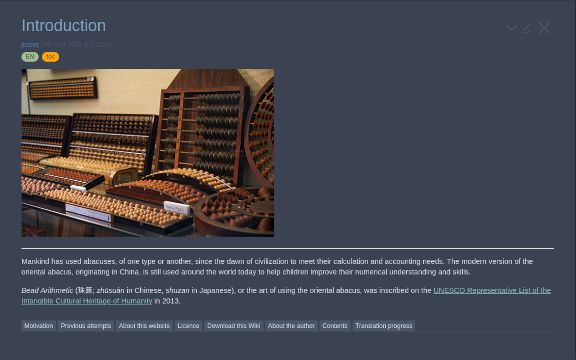 Introduction
EN toc
Mankind has used abacuses, of one type or another, since the dawn of civilization to meet their calculation and accounting needs. The modern version of the
oriental abacus, originating in China, is still used around the world today to help children improve their numerical understanding and skills.
Bead Arithmetic (珠算; zhūsuàn in Chinese, shuzan in Japanese), or the art of using the oriental abacus, was inscribed on the UNESCO Representative List of the
Intangible Cultural Heritage of Humanity in 2013.
Motivation Previous attempts About this website Licence Download this Wiki About the author Contents Translation progress